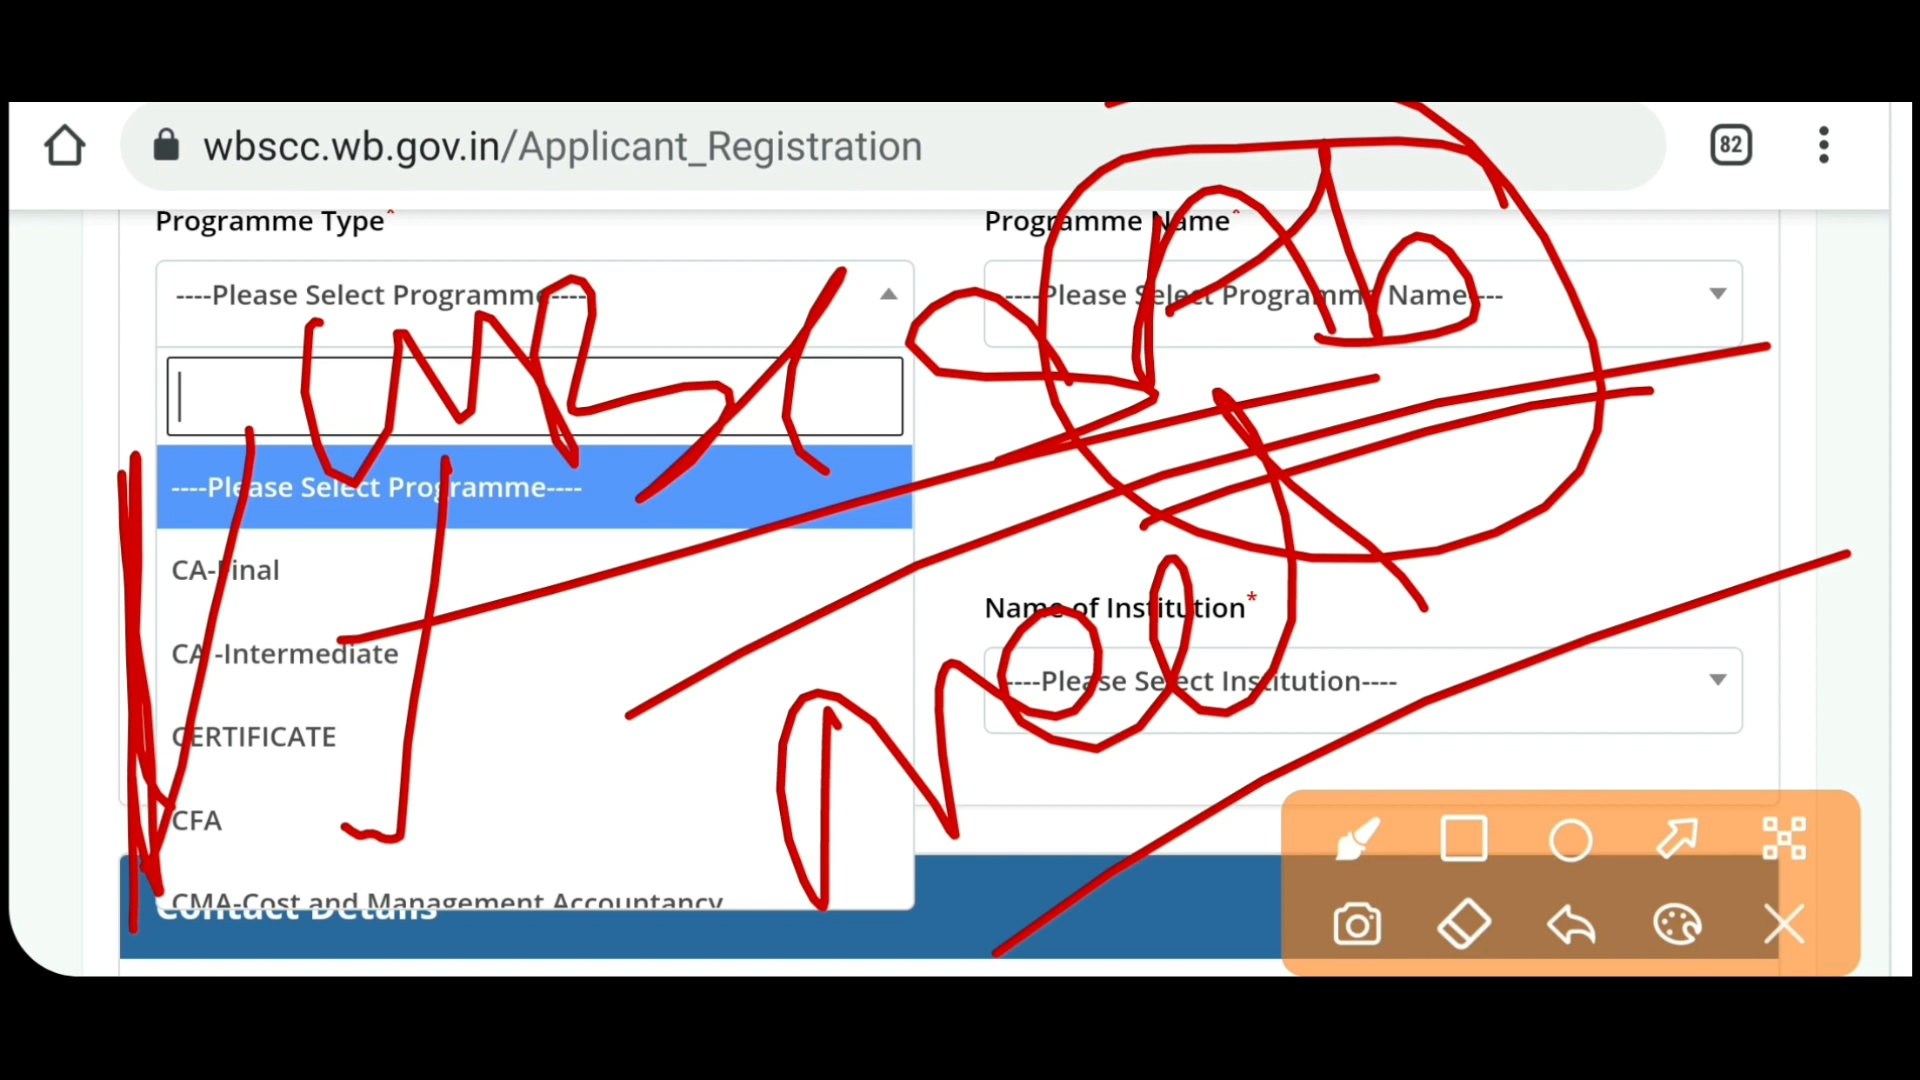 wbscc.wb.gov.in/Applicant_Registration
82
Programme Type*
Programme Name*
----Please Select Programme----
----Please Select Programme Name----
----Please Select Programme----
CA-Final
CA -Intermediate
Name of Institution*
----Please Select Institution----
CERTIFICATE
CFA
CMA-Cost and Management Accountancy
Contact Details